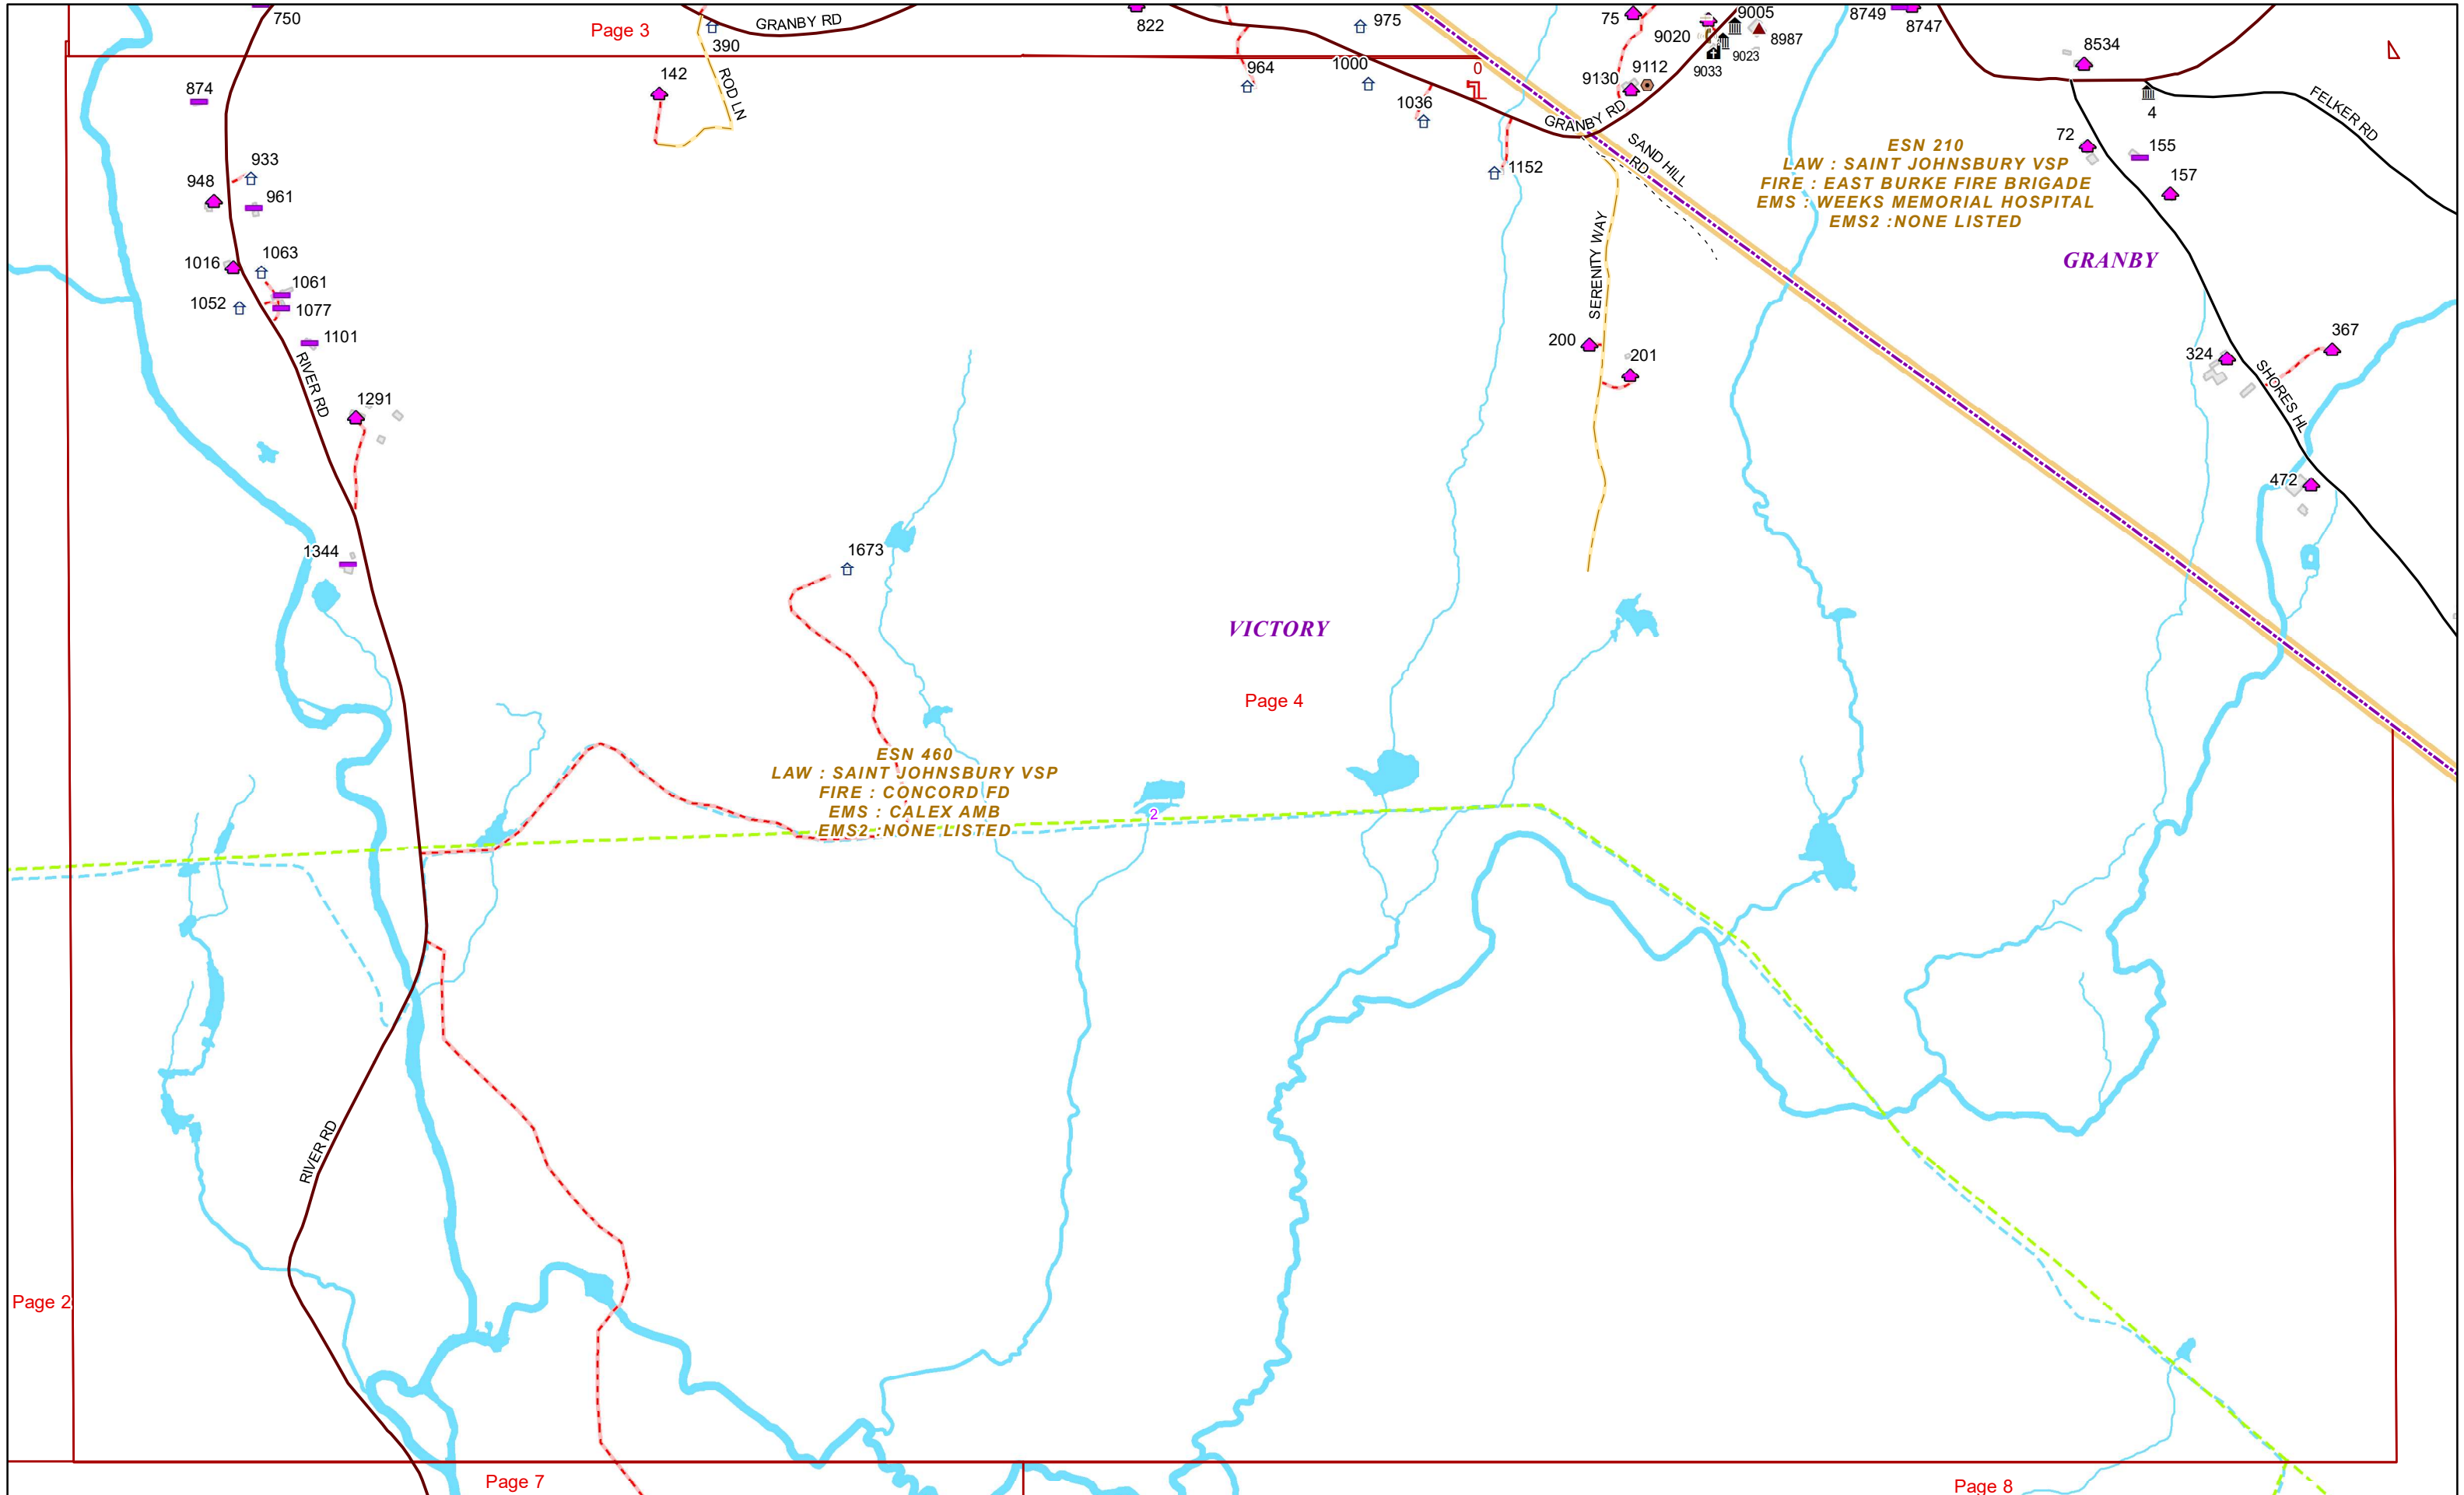 750
Page 3
GRANBY RD
822
975
75
9005
9020
8987
9023
9033
8749
8747
8534
390
142
ROD LN
964
1000
0
1
9130
9112
1036
GRANBY RD
874
4
FELKER RD
SAND HILL
RD
72
155
157
933
948
961
1152
ESN 210
LAW : SAINT JOHNSBURY VSP
FIRE : EAST BURKE FIRE BRIGADE
EMS : WEEKS MEMORIAL HOSPITAL
EMS2 :NONE LISTED
GRANBY
SERENITY WAY
1016
1063
1061
1052
1077
1101
RIVER RD
200
201
367
324
SHORES HL
1291
472
1344
1673
VICTORY
Page 4
ESN 460
LAW : SAINT JOHNSBURY VSP
FIRE : CONCORD FD
EMS : CALEX AMB
EMS2 :NONE LISTED
2
RIVER RD
Page 2
Page 7
Page 8